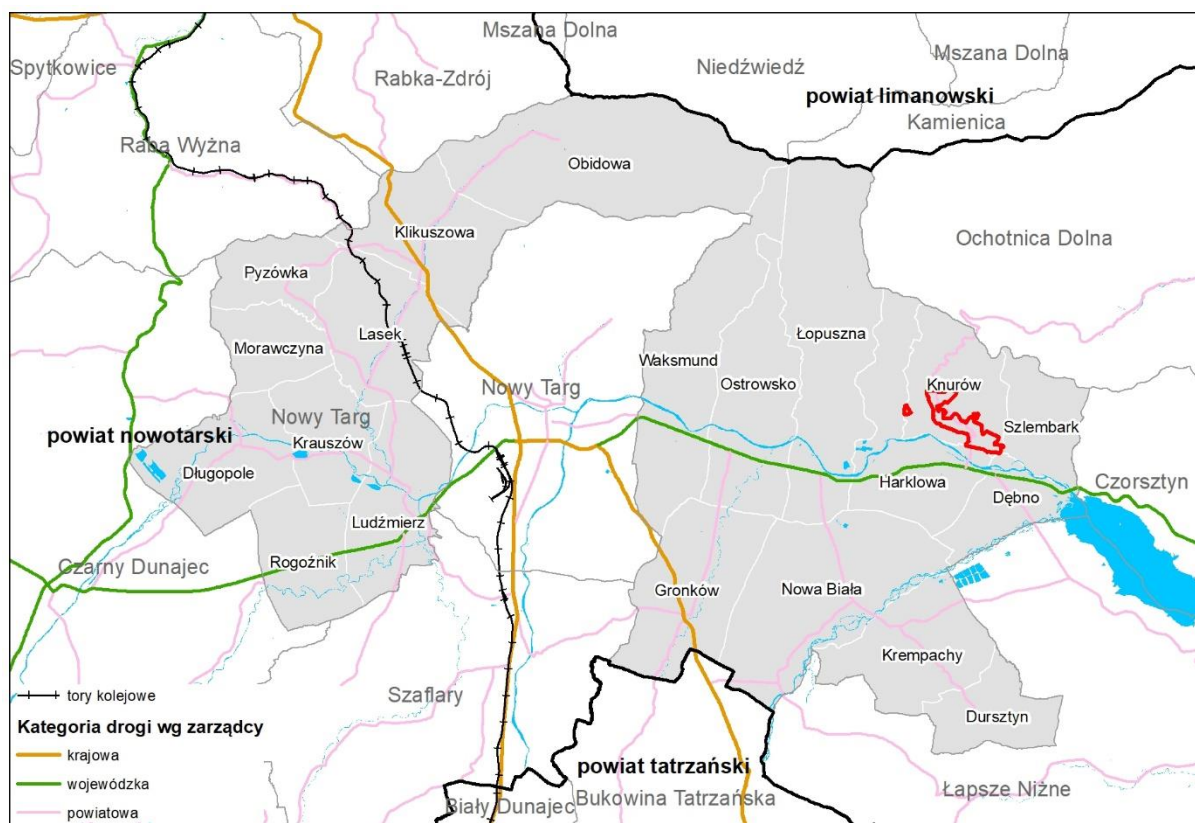 Mszana Dolna
Mszana Dolna
Spytkowice
Rabka-Zdrój
Niedźwiedź
powiat limanowski
Kamienica
Raba Wyżna
Obidowa
Klikuszowa
Ochotnica Dolna
Pyzówka
Łopuszna
Lasek
Morawczyna
Waksmund
Ostrowsko
Nowy Targ
Knurów
Nowy Targ
Szlembark
powiat nowotarski
Krauszów
Długopole
Harklowa
Czorsztyn
Dębno
Ludźmierz
Rogoźnik
Czarny Dunajec
Gronków
Nowa Biała
Krempachy
Szaflary
Dursztyn
tory kolejowe
Kategoria drogi wg zarządcy
krajowa
wojewódzka
powiatowa
powiat tatrzański
Biały Dunajec
Bukowina Tatrzańska
Łapsze Niżne